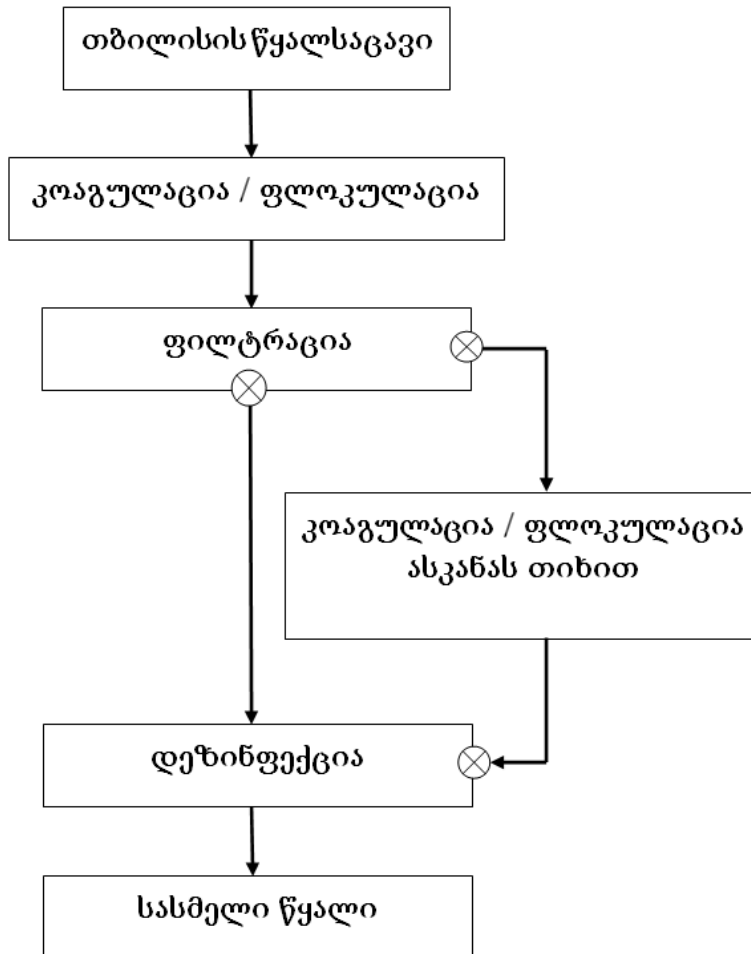 თბილისის წყალსაცავი
კოაგულაცია / ფლოკულაცია
ფილტრაცია
კოაგულაცია / ფლოკულაცია
ასკანას თიხით
დეზინფექცია
სასმელი წყალი